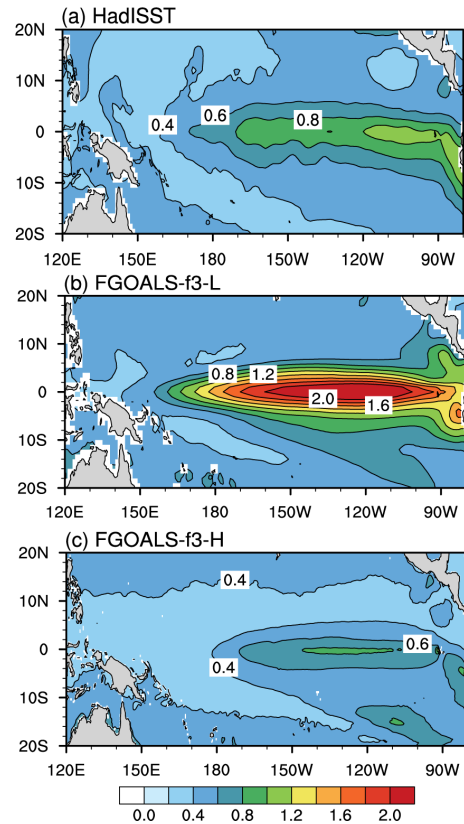 (a) HadISST
20N
10N
0
10S
20S
0.4
0.6
0.8
120E 150E 180 150W 120W 90W
(b) FGOALS-f3-L
20N
10N
0
10S
20S
0.8
1.2
2.0
1.6
120E 150E 180 150W 120W 90W
(c) FGOALS-f3-H
20N
10N
0
10S
20S
0.4
0.6
0.4
120E 150E 180 150W 120W 90W
0.0 0.4 0.8 1.2 1.6 2.0